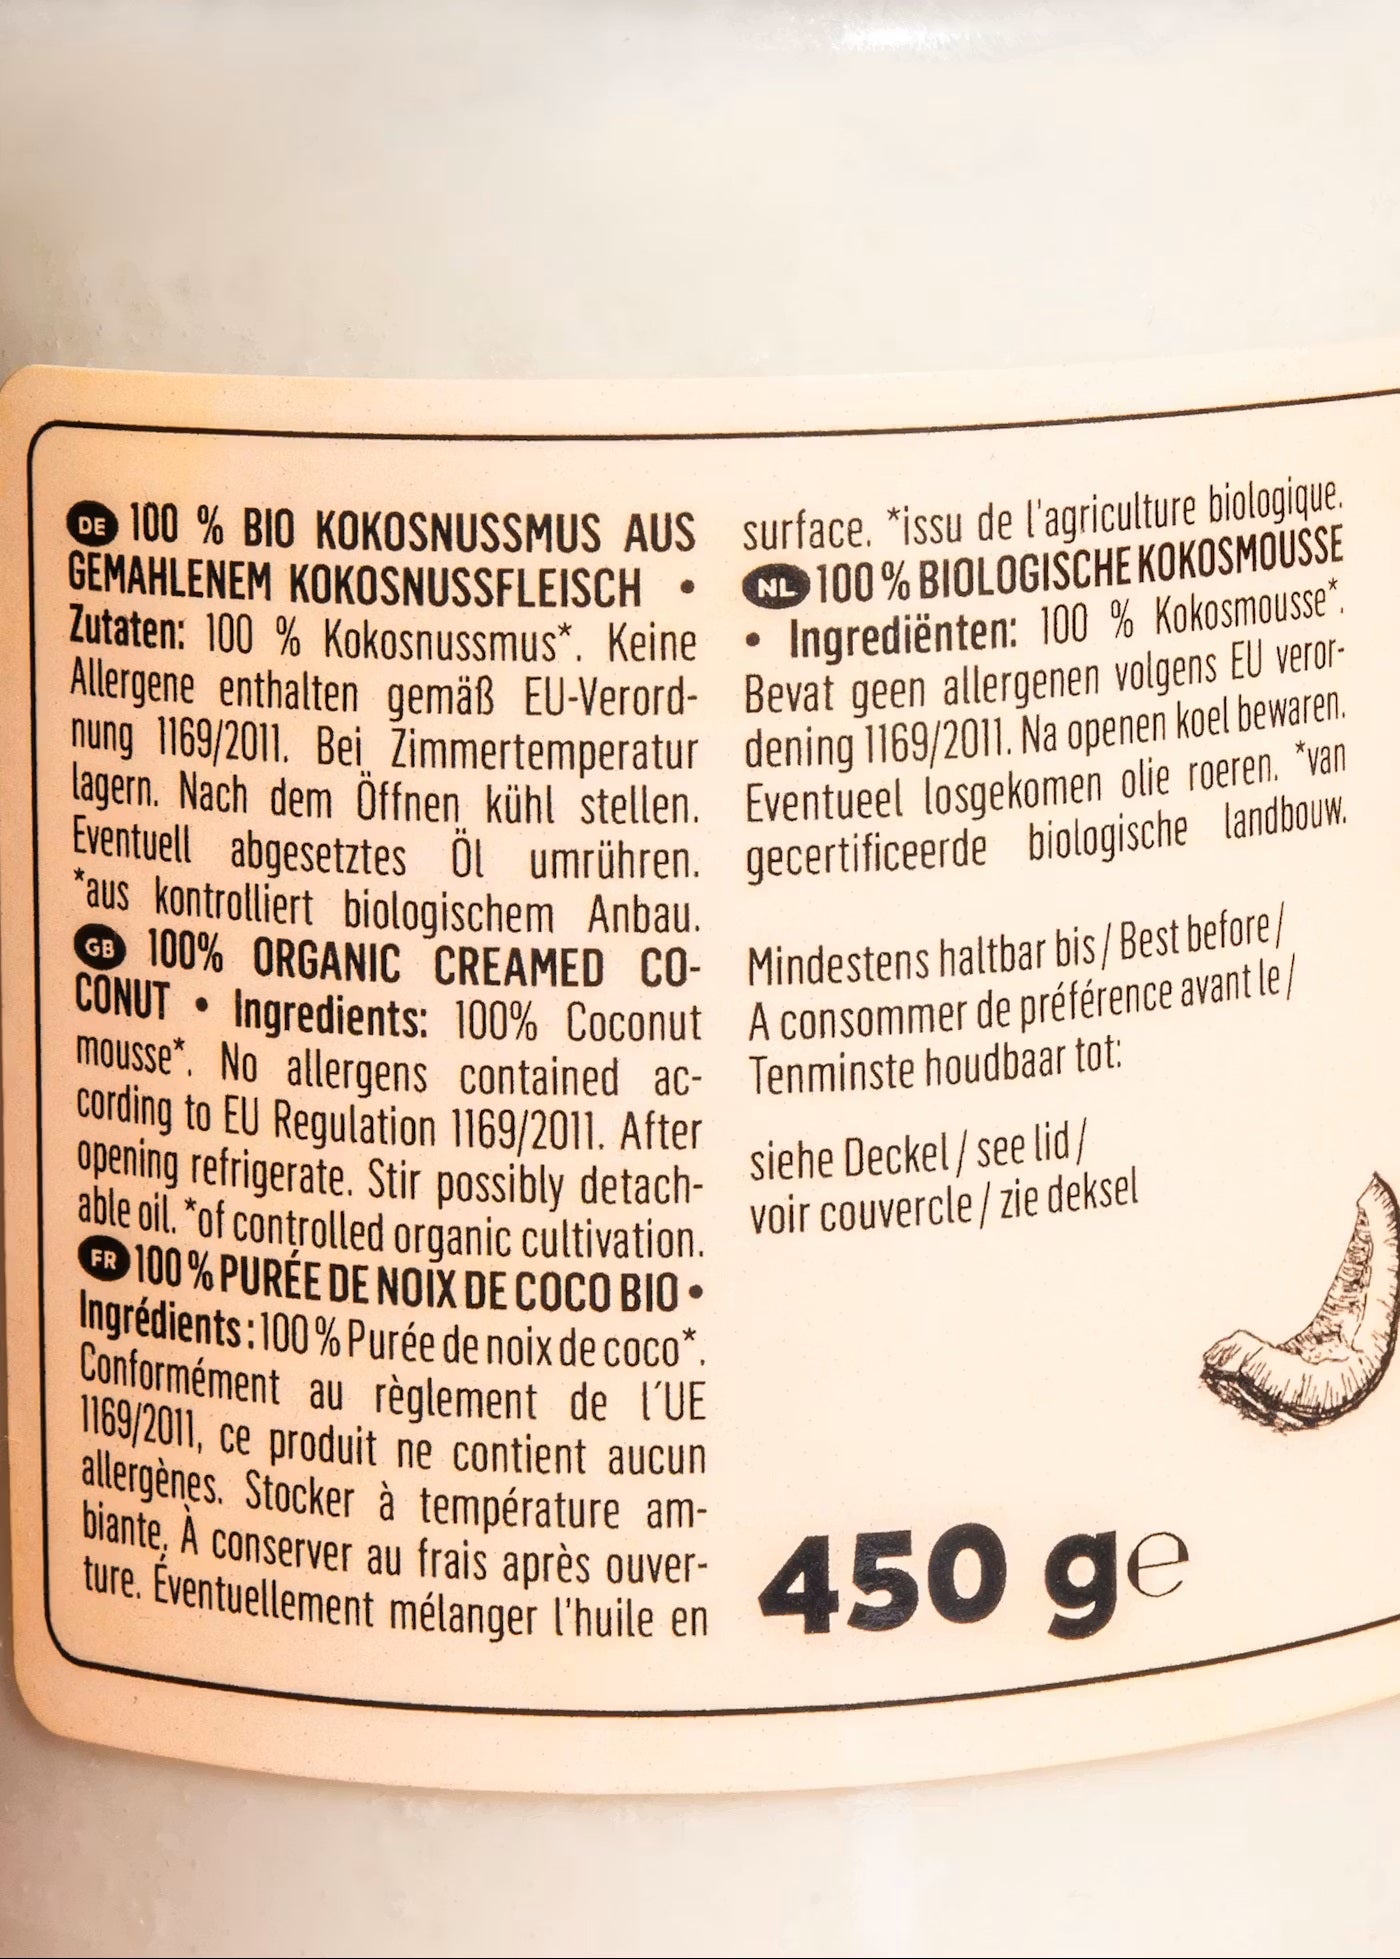 DE 100 % BIO KOKOSNUSSMUS AUS
GEMAHLENEM KOKOSNUSSFLEISCH •
Zutaten: 100 % Kokosnussmus*. Keine
Allergene enthalten gemäß EU-Verord-
nung 1169/2011. Bei Zimmertemperatur
lagern. Nach dem Öffnen kühl stellen.
Eventuell abgesetztes Öl umrühren.
*aus kontrolliert biologischem Anbau.
GB 100% ORGANIC CREAMED CO-
CONUT • Ingredients: 100% Coconut
mousse*. No allergens contained ac-
cording to EU Regulation 1169/2011. After
opening refrigerate. Stir possibly detach-
able oil. *of controlled organic cultivation.
FR 100 % PURÉE DE NOIX DE COCO BIO •
Ingrédients : 100 % Purée de noix de coco*.
Conformément au règlement de l´UE
1169/2011, ce produit ne contient aucun
allergènes. Stocker à température am-
biante, À conserver au frais après ouver-
ture. Éventuellement mélanger l'huile en
surface. *issu de l'agriculture biologique.
NL 100 % BIOLOGISCHE KOKOSMOUSSE
• Ingrediënten: 100 % Kokosmousse*.
Bevat geen allergenen volgens EU veror-
dening 1169/2011. Na openen koel bewaren.
Eventueel losgekomen olie roeren. *van
gecertificeerde biologische landbouw.
Mindestens haltbar bis / Best before /
A consommer de préférence avant le /
Tenminste houdbaar tot:
siehe Deckel / see lid /
voir couvercle / zie deksel
450 g℮